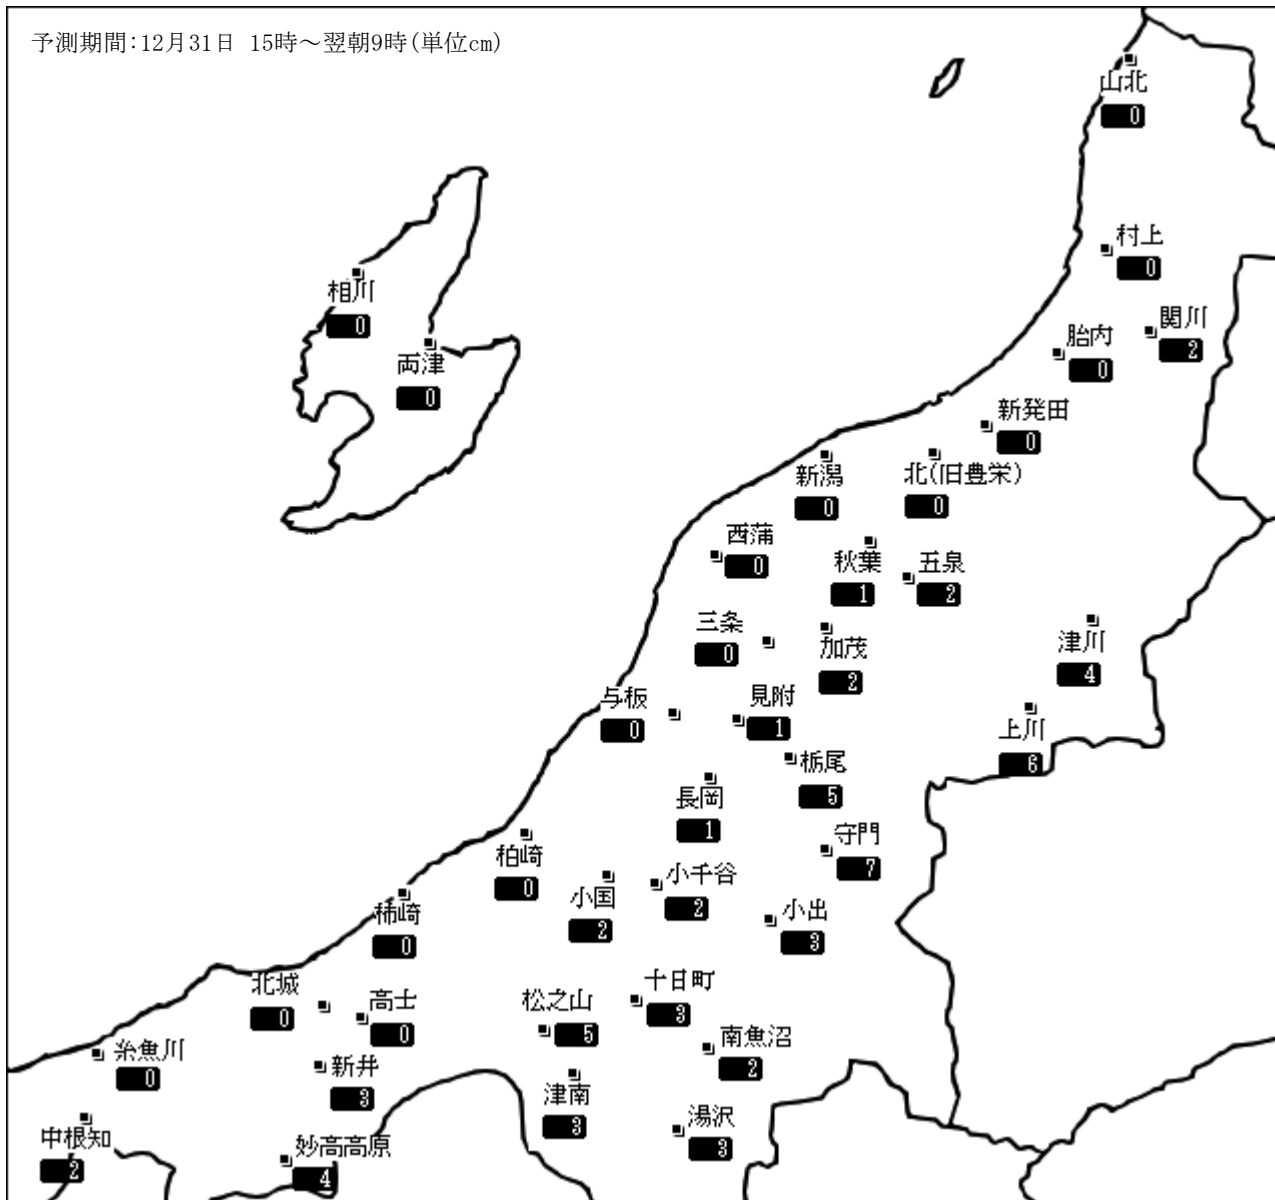 予測期間:12月31日 15時～翌朝9時(単位cm)
山北
0
村上
0
関川
2
胎内
0
相川
0
両津
0
新発田
0
新潟
0
北(旧豊栄)
0
西蒲
0
秋葉
1
五泉
2
三条
0
加茂
2
津川
4
与板
0
見附
1
上川
6
栃尾
5
長岡
1
守門
7
柏崎
0
小国
2
小千谷
2
小出
3
柿崎
0
北城
0
高士
0
松之山
5
十日町
3
南魚沼
2
糸魚川
0
新井
3
津南
3
湯沢
3
中根知
2
妙高高原
4